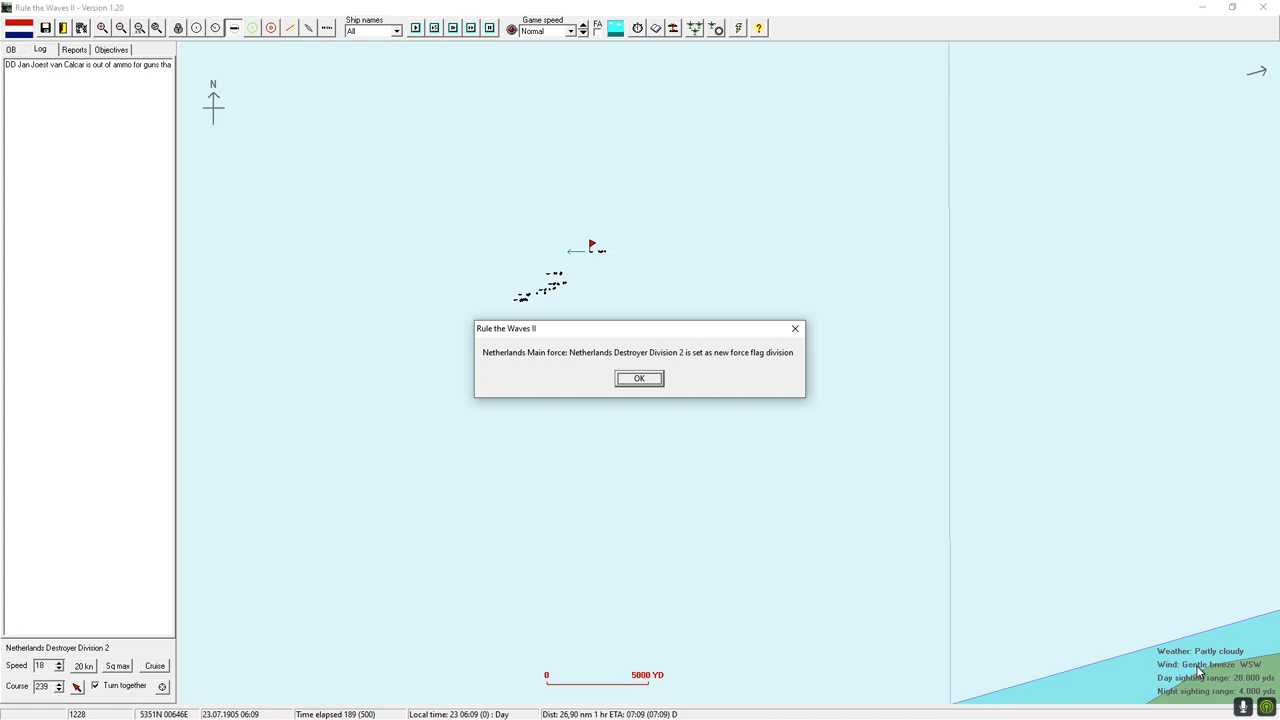 Rule the Waves II - Version 1.20
Ship names
All
Game speed
Normal
FA
?
OB
Log
Reports
Objectives
DD Jan Joest van Calcar is out of ammo for guns tha
N
Rule the Waves II
Netherlands Main force: Netherlands Destroyer Division 2 is set as new force flag division
OK
Netherlands Destroyer Division 2
Speed 18 20 kn Sq max Cruise
Course 239 Turn together
0 5000 YD
Weather: Partly cloudy
Wind: Gentle breeze WSW
Day sighting range: 28.000 yds
Night sighting range: 4.000 yds
1228 5351N 00646E 23.07.1905 06:09 Time elapsed 189 (500) Local time: 23 06:09 (0) : Day Dist: 26,90 nm 1 hr ETA: 07:09 (07:09) D